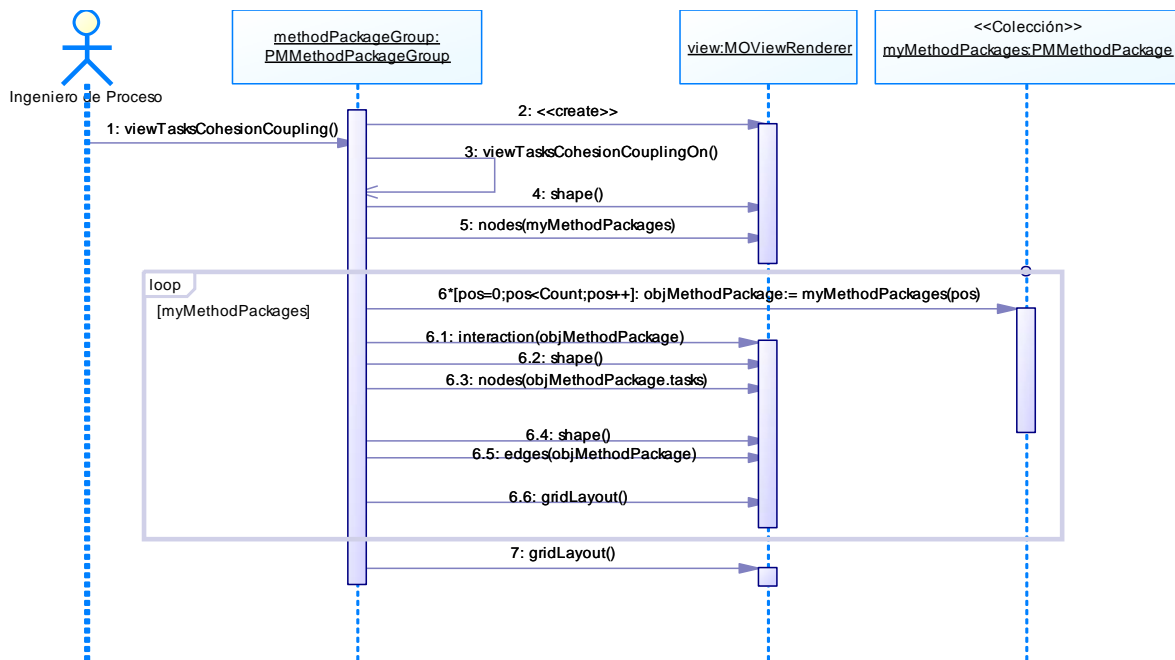 <<Colección>>
methodPackageGroup:
PMMethodPackageGroup
view:MOViewRenderer
myMethodPackages:PMMethodPackage
Ingeniero de Proceso
2: <<create>>
1: viewTasksCohesionCoupling()
3: viewTasksCohesionCouplingOn()
4: shape()
5: nodes(myMethodPackages)
loop
[myMethodPackages]
6*[pos=0;pos<Count;pos++]: objMethodPackage:= myMethodPackages(pos)
6.1: interaction(objMethodPackage)
6.2: shape()
6.3: nodes(objMethodPackage.tasks)
6.4: shape()
6.5: edges(objMethodPackage)
6.6: gridLayout()
7: gridLayout()